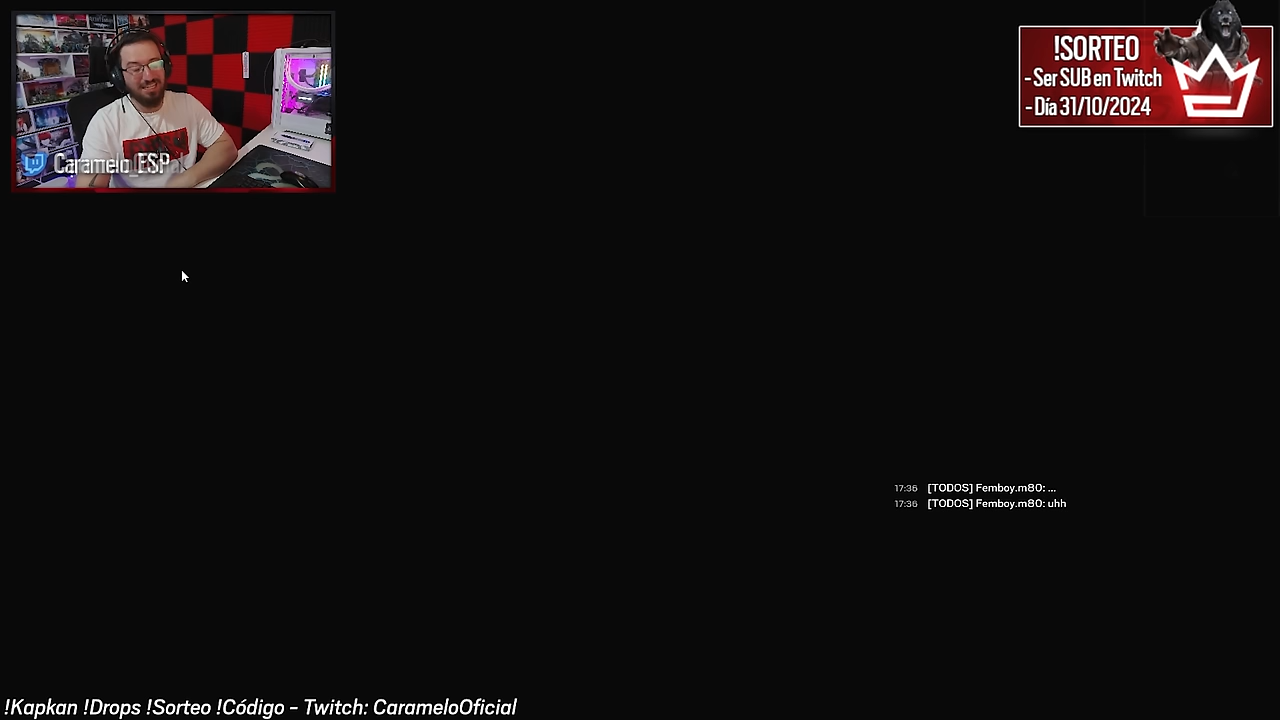 Caramelo_ESP
!SORTEO
- Ser SUB en Twitch
- Día 31/10/2024
17:36 [TODOS] Femboy.m80: ...
17:36 [TODOS] Femboy.m80: uhh
!Kapkan !Drops !Sorteo !Código - Twitch: CarameloOficial